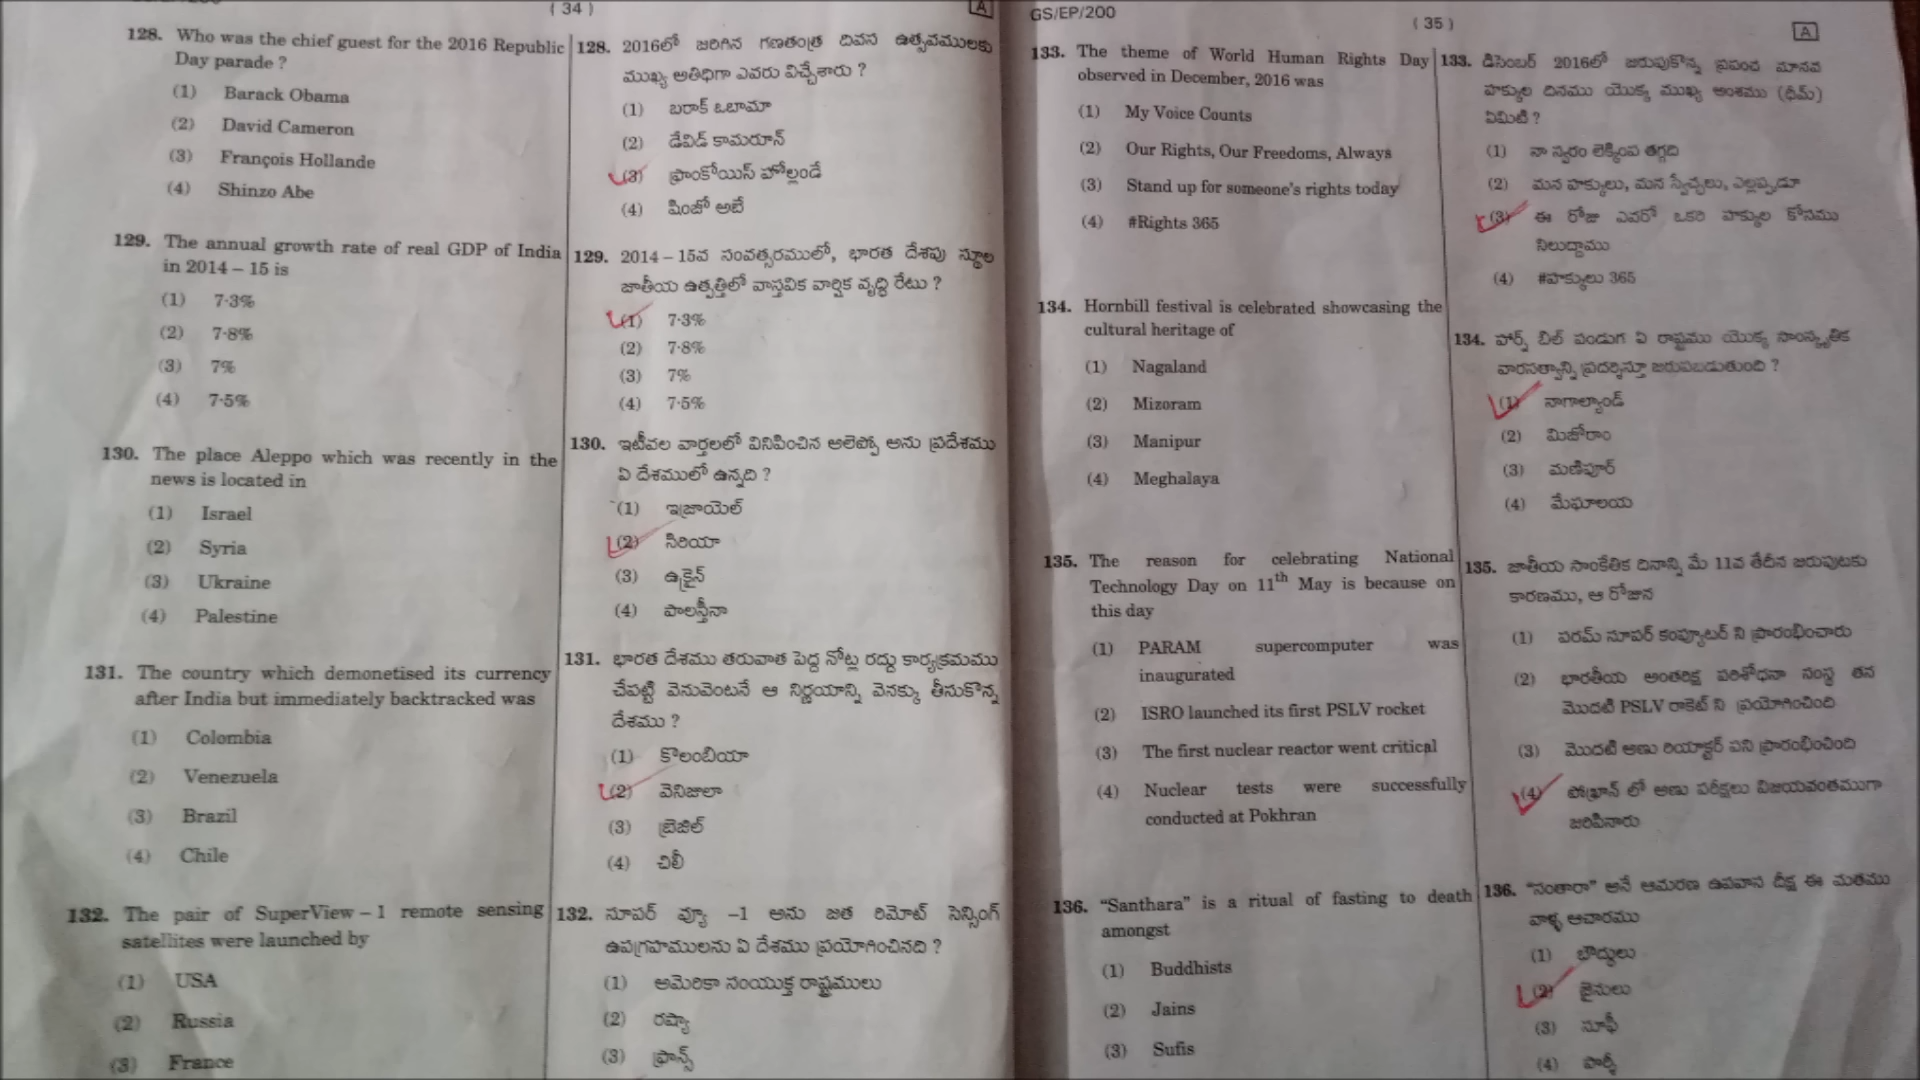 ( 34 )
A
128. Who was the chief guest for the 2016 Republic
Day parade ?
(1) Barack Obama
(2) David Cameron
(3) François Hollande
(4) Shinzo Abe
129. The annual growth rate of real GDP of India
in 2014 – 15 is
(1) 7·3%
(2) 7·8%
(3) 7%
(4) 7·5%
130. The place Aleppo which was recently in the
news is located in
(1) Israel
(2) Syria
(3) Ukraine
(4) Palestine
131. The country which demonetised its currency
after India but immediately backtracked was
(1) Colombia
(2) Venezuela
(3) Brazil
(4) Chile
132. The pair of SuperView – 1 remote sensing
satellites were launched by
(1) USA
(2) Russia
(3) France
128. 2016లో జరిగిన గణతంత్ర దివస ఉత్సవములకు
ముఖ్య అతిథిగా ఎవరు విచ్చేశారు ?
(1) బరాక్ ఒబామా
(2) డేవిడ్ కామరూన్
(3) ఫ్రాంకోయిస్ హోల్లండే
(4) షింజో అబే
129. 2014 – 15వ సంవత్సరములో, భారత దేశపు స్థూల
జాతీయ ఉత్పత్తిలో వాస్తవిక వార్షిక వృద్ధి రేటు ?
(1) 7·3%
(2) 7·8%
(3) 7%
(4) 7·5%
130. ఇటీవల వార్తలలో వినిపించిన అలెప్పో అను ప్రదేశము
ఏ దేశములో ఉన్నది ?
(1) ఇజ్రాయెల్
(2) సిరియా
(3) ఉక్రైన్
(4) పాలస్తీనా
131. భారత దేశము తరువాత పెద్ద నోట్ల రద్దు కార్యక్రమము
చేపట్టి వెనువెంటనే ఆ నిర్ణయాన్ని వెనక్కు తీసుకొన్న
దేశము ?
(1) కొలంబియా
(2) వెనిజులా
(3) బ్రెజిల్
(4) చిలీ
132. సూపర్ వ్యూ –1 అను జత రిమోట్ సెన్సింగ్
ఉపగ్రహములను ఏ దేశము ప్రయోగించినది ?
(1) అమెరికా సంయుక్త రాష్ట్రములు
(2) రష్యా
(3) ఫ్రాన్స్
GS/EP/200
( 35 )
A
133. The theme of World Human Rights Day
observed in December, 2016 was
(1) My Voice Counts
(2) Our Rights, Our Freedoms, Always
(3) Stand up for someone's rights today
(4) #Rights 365
134. Hornbill festival is celebrated showcasing the
cultural heritage of
(1) Nagaland
(2) Mizoram
(3) Manipur
(4) Meghalaya
135. The reason for celebrating National
Technology Day on 11th May is because on
this day
(1) PARAM supercomputer was
inaugurated
(2) ISRO launched its first PSLV rocket
(3) The first nuclear reactor went critical
(4) Nuclear tests were successfully
conducted at Pokhran
136. “Santhara” is a ritual of fasting to death
amongst
(1) Buddhists
(2) Jains
(3) Sufis
133. డిసెంబర్ 2016లో జరుపుకొన్న ప్రపంచ మానవ
హక్కుల దినము యొక్క ముఖ్య అంశము (థీమ్)
ఏమిటి ?
(1) నా స్వరం లెక్కింప తగ్గది
(2) మన హక్కులు, మన స్వేచ్ఛలు, ఎల్లప్పుడూ
(3) ఈ రోజు ఎవరో ఒకరి హక్కుల కోసము
నిలుద్దాము
(4) #హక్కులు 365
134. హార్న్ బిల్ పండుగ ఏ రాష్ట్రము యొక్క సాంస్కృతిక
వారసత్వాన్ని ప్రదర్శిస్తూ జరుపబడుతుంది ?
(1) నాగాల్యాండ్
(2) మిజోరాం
(3) మణిపూర్
(4) మేఘాలయ
135. జాతీయ సాంకేతిక దినాన్ని మే 11వ తేదీన జరుపుటకు
కారణము, ఆ రోజున
(1) పరమ్ సూపర్ కంప్యూటర్ ని ప్రారంభించారు
(2) భారతీయ అంతరిక్ష పరిశోధనా సంస్థ తన
మొదటి PSLV రాకెట్ ని ప్రయోగించింది
(3) మొదటి అణు రియాక్టర్ పని ప్రారంభించింది
(4) పోఖ్రాన్ లో అణు పరీక్షలు విజయవంతముగా
జరిపినారు
136. “సంతారా” అనే ఆమరణ ఉపవాస దీక్ష ఈ మతము
వాళ్ళ ఆచారము
(1) బౌద్ధులు
(2) జైనులు
(3) సూఫీ
(4) పార్శీ